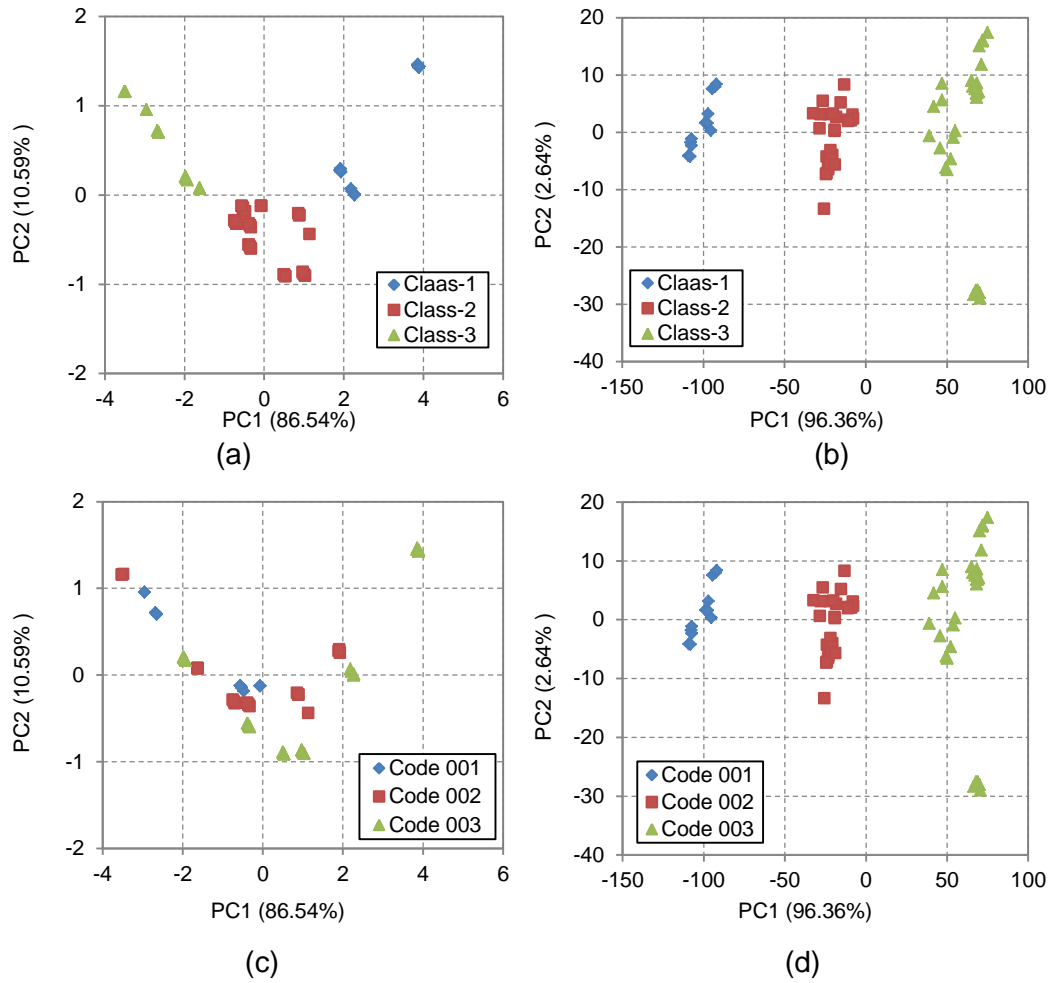 2
1
0
-1
-2
PC2 (10.59% )
-4
-2
0
2
4
6
PC1 (86.54%)
Claas-1
Class-2
Class-3
(a)
20
10
0
-10
-20
-30
-40
PC2 (2.64%)
-150
-100
-50
0
50
100
PC1 (96.36%)
Claas-1
Class-2
Class-3
(b)
2
1
0
-1
-2
PC2 (10.59% )
-4
-2
0
2
4
6
PC1 (86.54%)
Code 001
Code 002
Code 003
(c)
20
10
0
-10
-20
-30
-40
PC2 (2.64% )
-150
-100
-50
0
50
100
PC1 (96.36%)
Code 001
Code 002
Code 003
(d)